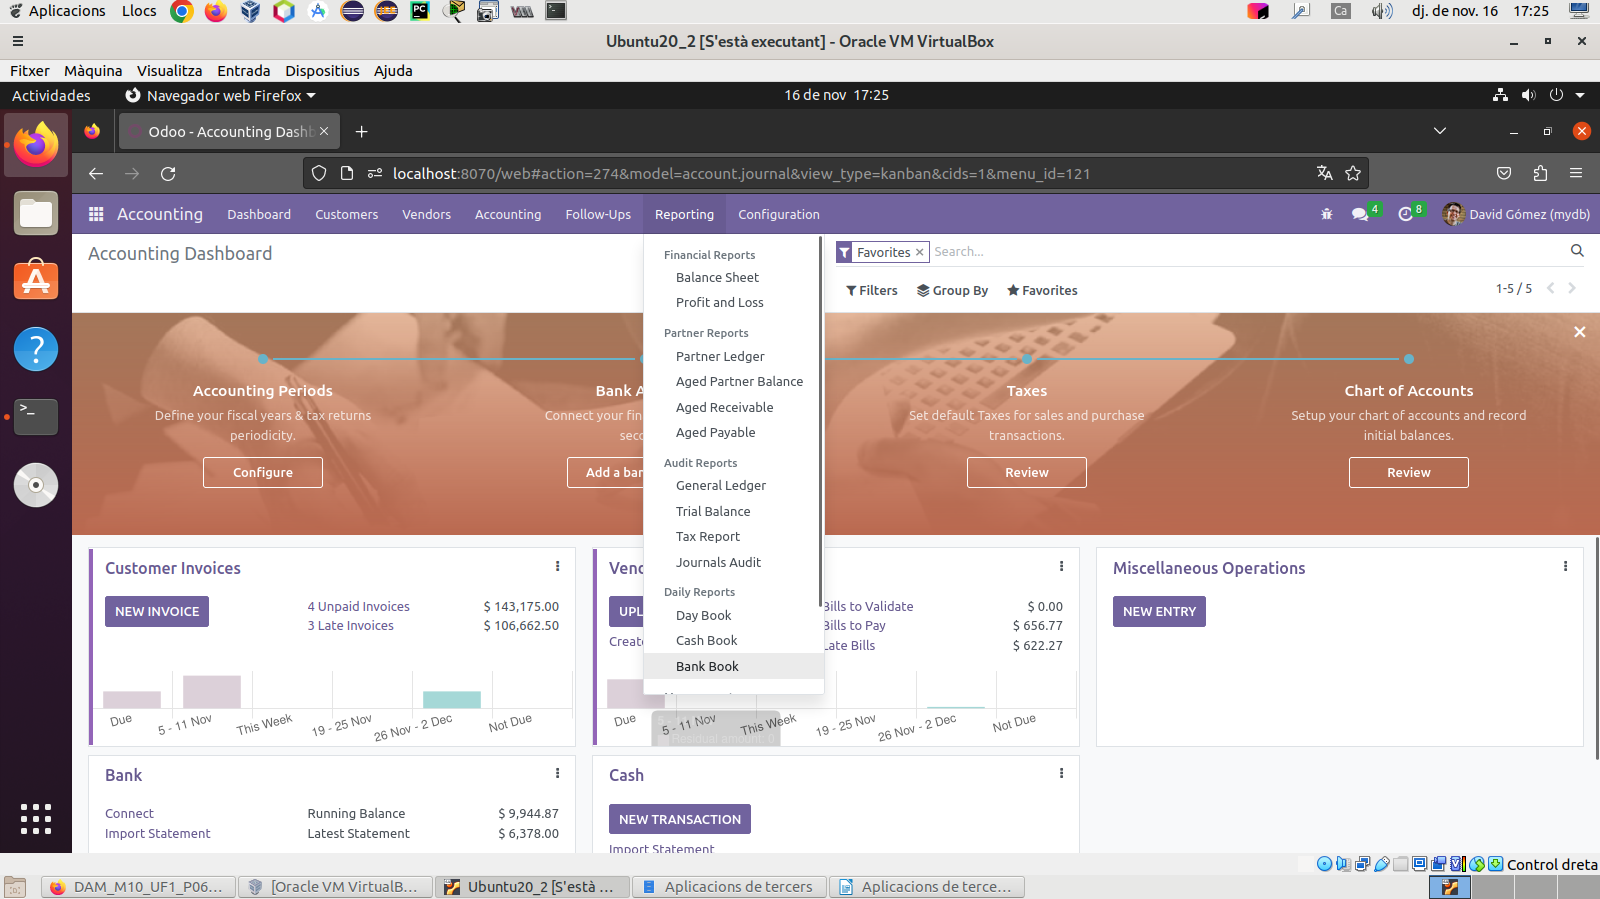 Aplicacions Llocs Ca dj. de nov. 16 17:25
Ubuntu20_2 [S'està executant] - Oracle VM VirtualBox
Fitxer Màquina Visualitza Entrada Dispositius Ajuda
Actividades Navegador web Firefox 16 de nov 17:25
Odoo - Accounting Dashb
localhost:8070/web#action=274&model=account.journal&view_type=kanban&cids=1&menu_id=121
Accounting Dashboard Customers Vendors Accounting Follow-Ups Reporting Configuration 4 8 David Gómez (mydb)
Accounting Dashboard
Favorites Search...
Filters Group By Favorites 1-5 / 5
Financial Reports
Balance Sheet
Profit and Loss
Partner Reports
Partner Ledger
Aged Partner Balance
Aged Receivable
Aged Payable
Audit Reports
General Ledger
Trial Balance
Tax Report
Journals Audit
Daily Reports
Day Book
Cash Book
Bank Book
Accounting Periods
Define your fiscal years & tax returns
periodicity.
Configure
Bank A
Connect your fin
seco
Add a ban
Taxes
Set default Taxes for sales and purchase
transactions.
Review
Chart of Accounts
Setup your chart of accounts and record
initial balances.
Review
Customer Invoices
NEW INVOICE
4 Unpaid Invoices $ 143,175.00
3 Late Invoices $ 106,662.50
Due 5 - 11 Nov This Week 19 - 25 Nov 26 Nov - 2 Dec Not Due
Vend
UPL
Create
Bills to Validate $ 0.00
Bills to Pay $ 656.77
Late Bills $ 622.27
Due 5 - 11 Nov This Week 19 - 25 Nov 26 Nov - 2 Dec Not Due
Residual amount: 0
Miscellaneous Operations
NEW ENTRY
Bank
Connect Running Balance $ 9,944.87
Import Statement Latest Statement $ 6,378.00
Cash
NEW TRANSACTION
Import Statement
Control dreta
DAM_M10_UF1_P06... [Oracle VM VirtualB... Ubuntu20_2 [S'està ... Aplicacions de tercers Aplicacions de terce...